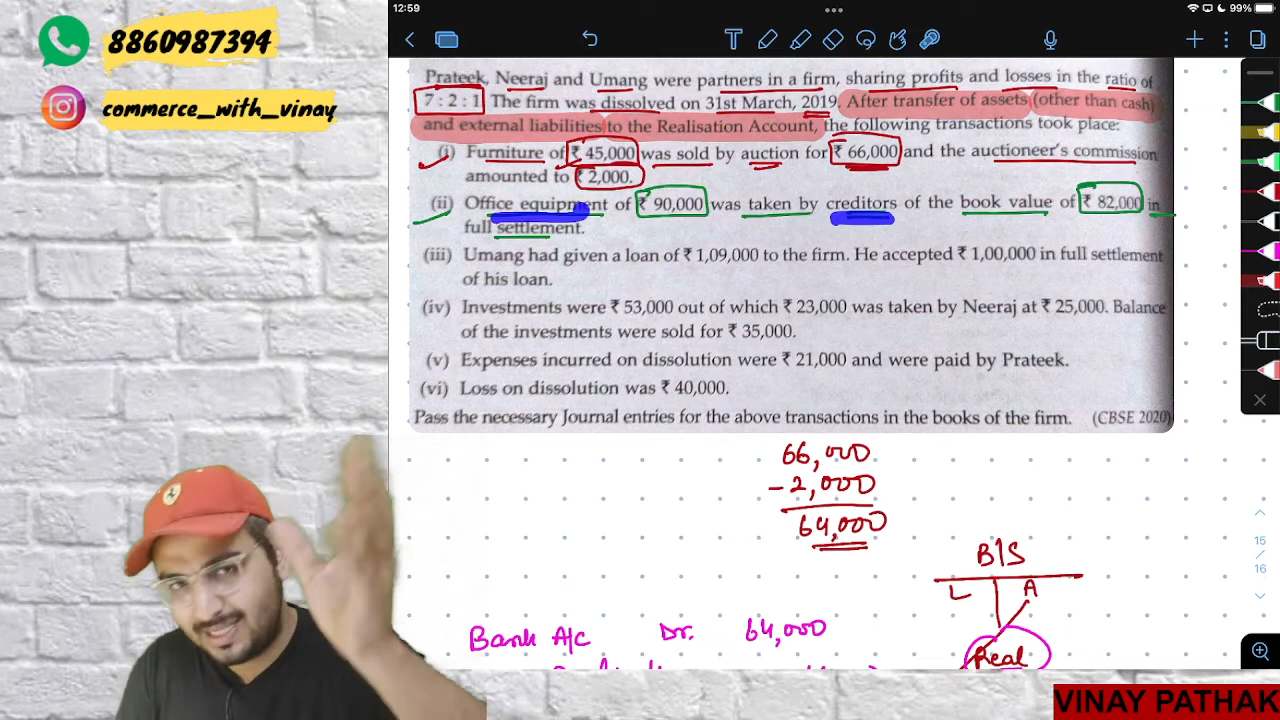 8860987394
commerce_with_vinay
12:59
99%
Prateek, Neeraj and Umang were partners in a firm, sharing profits and losses in the ratio of
7 : 2 : 1. The firm was dissolved on 31st March, 2019. After transfer of assets (other than cash)
and external liabilities to the Realisation Account, the following transactions took place:
(i) Furniture of ₹ 45,000 was sold by auction for ₹ 66,000 and the auctioneer's commission
amounted to ₹ 2,000.
(ii) Office equipment of ₹ 90,000 was taken by creditors of the book value of ₹ 82,000 in
full settlement.
(iii) Umang had given a loan of ₹ 1,09,000 to the firm. He accepted ₹ 1,00,000 in full settlement
of his loan.
(iv) Investments were ₹ 53,000 out of which ₹ 23,000 was taken by Neeraj at ₹ 25,000. Balance
of the investments were sold for ₹ 35,000.
(v) Expenses incurred on dissolution were ₹ 21,000 and were paid by Prateek.
(vi) Loss on dissolution was ₹ 40,000.
Pass the necessary Journal entries for the above transactions in the books of the firm. (CBSE 2020)
66,000
-2,000
64,000
B/S
L A
Real
Bank A/c Dr. 64,000
15
/
16
VINAY PATHAK